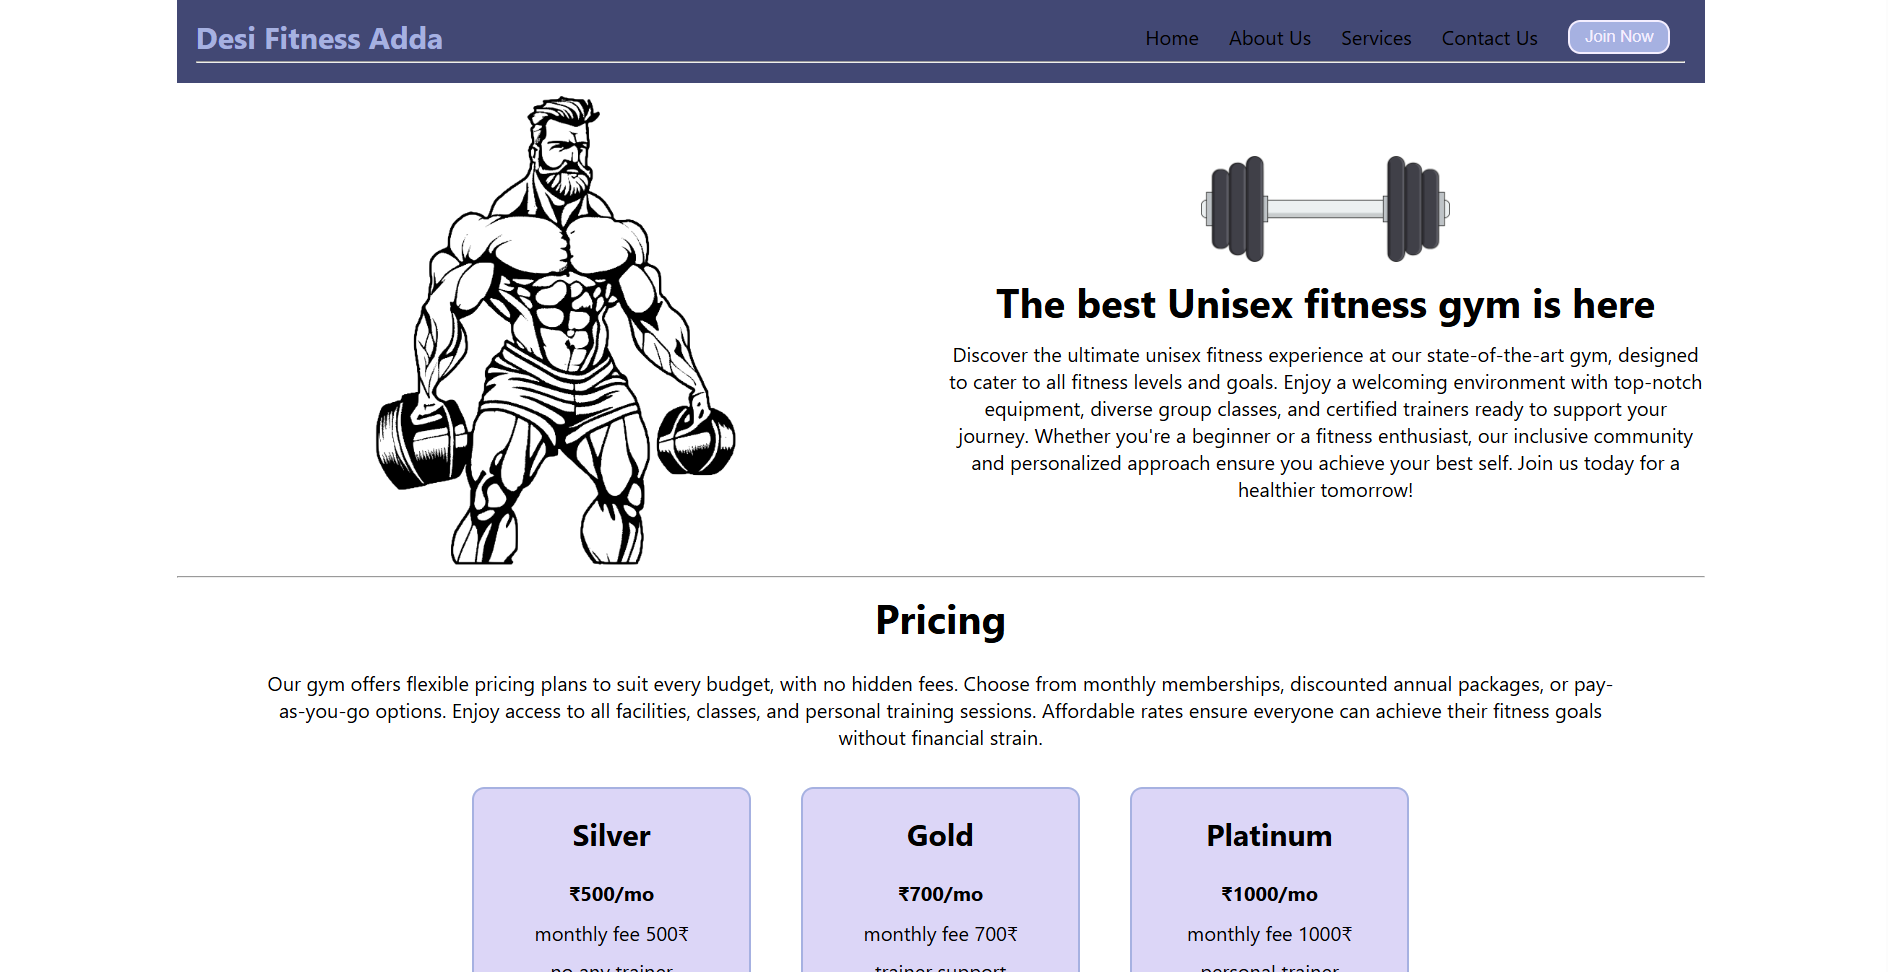 Desi Fitness Adda
Home About Us Services Contact Us Join Now
The best Unisex fitness gym is here
Discover the ultimate unisex fitness experience at our state-of-the-art gym, designed
to cater to all fitness levels and goals. Enjoy a welcoming environment with top-notch
equipment, diverse group classes, and certified trainers ready to support your
journey. Whether you're a beginner or a fitness enthusiast, our inclusive community
and personalized approach ensure you achieve your best self. Join us today for a
healthier tomorrow!
Pricing
Our gym offers flexible pricing plans to suit every budget, with no hidden fees. Choose from monthly memberships, discounted annual packages, or pay-
as-you-go options. Enjoy access to all facilities, classes, and personal training sessions. Affordable rates ensure everyone can achieve their fitness goals
without financial strain.
Silver
₹500/mo
monthly fee 500₹
no any trainer
Gold
₹700/mo
monthly fee 700₹
trainer support
Platinum
₹1000/mo
monthly fee 1000₹
personal trainer